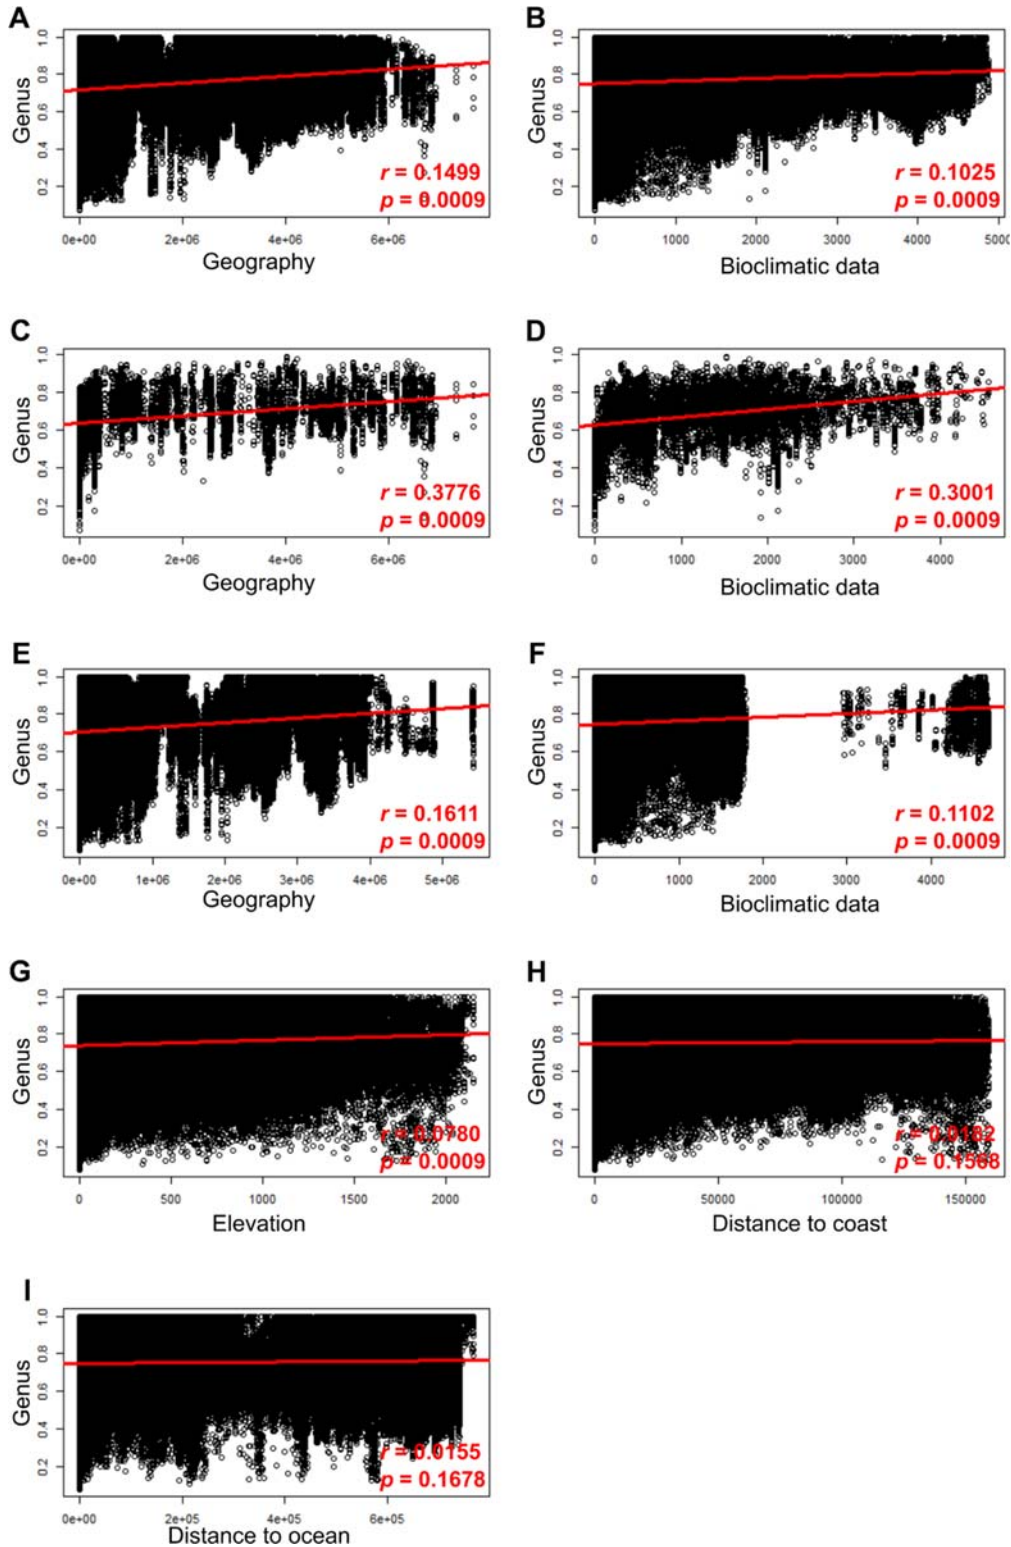 A
Genus
1.0
0.8
0.6
0.4
0.2
r = 0.1499
p = 0.0009
0e+00 2e+06 4e+06 6e+06
Geography
B
Genus
1.0
0.8
0.6
0.4
0.2
r = 0.1025
p = 0.0009
0 1000 2000 3000 4000 5000
Bioclimatic data
C
Genus
1.0
0.8
0.6
0.4
0.2
r = 0.3776
p = 0.0009
0e+00 2e+06 4e+06 6e+06
Geography
D
Genus
1.0
0.8
0.6
0.4
0.2
r = 0.3001
p = 0.0009
0 1000 2000 3000 4000
Bioclimatic data
E
Genus
1.0
0.8
0.6
0.4
0.2
r = 0.1611
p = 0.0009
0e+00 1e+06 2e+06 3e+06 4e+06 5e+06
Geography
F
Genus
1.0
0.8
0.6
0.4
0.2
r = 0.1102
p = 0.0009
0 1000 2000 3000 4000
Bioclimatic data
G
Genus
1.0
0.8
0.6
0.4
0.2
r = 0.0780
p = 0.0009
0 500 1000 1500 2000
Elevation
H
Genus
1.0
0.8
0.6
0.4
0.2
r = 0.0182
p = 0.1568
0 50000 100000 150000
Distance to coast
I
Genus
1.0
0.8
0.6
0.4
0.2
r = 0.0155
p = 0.1678
0e+00 2e+05 4e+05 6e+05
Distance to ocean